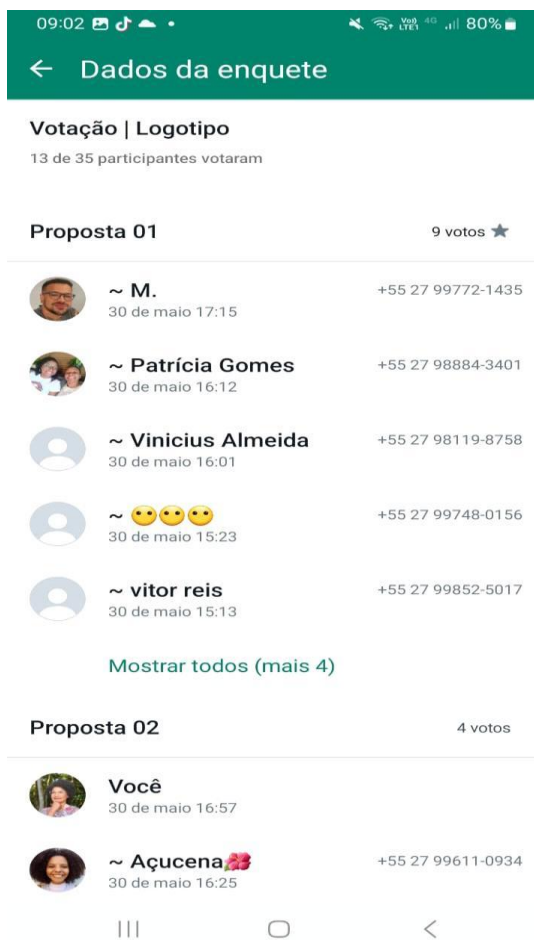 09:02
VoO 4G 80%
LTE1
Dados da enquete
Votação | Logotipo
13 de 35 participantes votaram
Proposta 01 9 votos
~ M. +55 27 99772-1435
30 de maio 17:15
~ Patrícia Gomes +55 27 98884-3401
30 de maio 16:12
~ Vinicius Almeida +55 27 98119-8758
30 de maio 16:01
~ 😶😶😶 +55 27 99748-0156
30 de maio 15:23
~ vitor reis +55 27 99852-5017
30 de maio 15:13
Mostrar todos (mais 4)
Proposta 02 4 votos
Você
30 de maio 16:57
~ Açucena🌺 +55 27 99611-0934
30 de maio 16:25